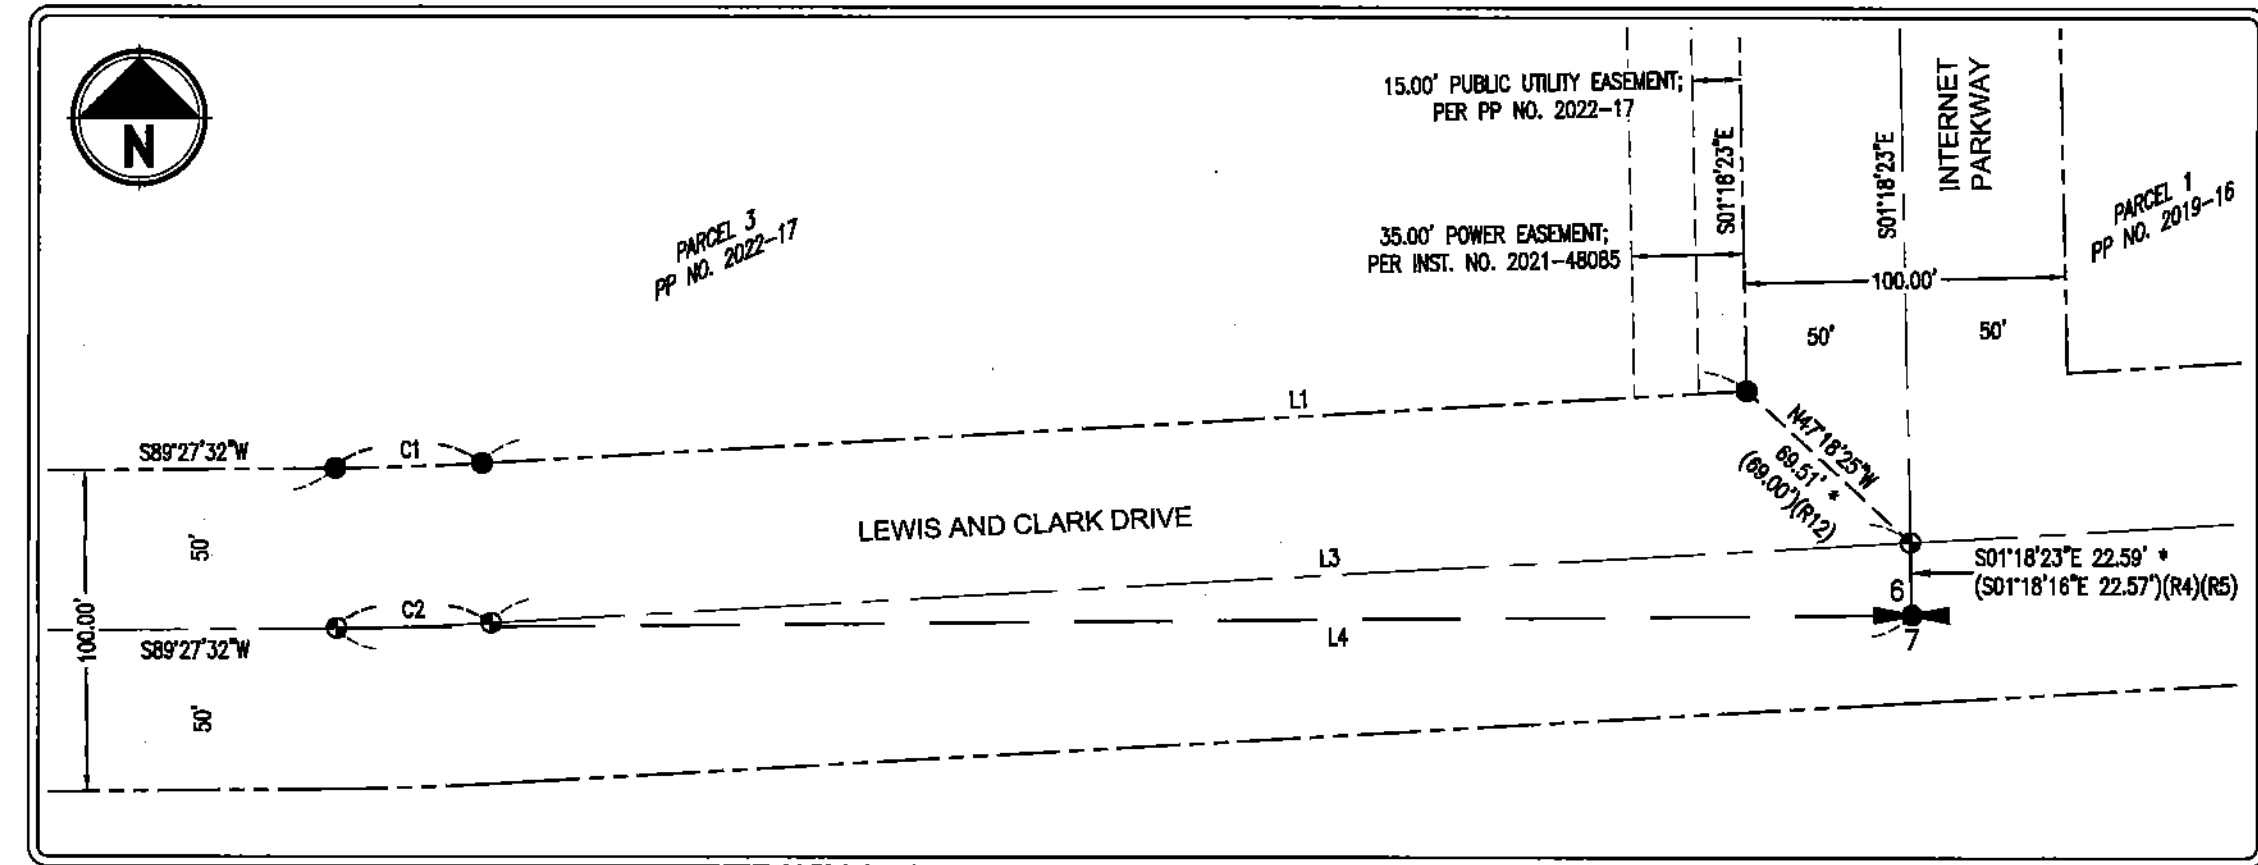 N
15.00' PUBLIC UTILITY EASEMENT;
PER PP NO. 2022-17
S01°18'23"E
S01°18'23"E
INTERNET
PARKWAY
PARCEL 1
PP NO. 2019-16
PARCEL 3
PP NO. 2022-17
35.00' POWER EASEMENT;
PER INST. NO. 2021-48085
100.00'
50'
50'
L1
N47°18'25"W
69.51' *
(69.00')(R12)
S89°27'32"W
C1
LEWIS AND CLARK DRIVE
50'
L3
S01°18'23"E 22.59' *
(S01°18'16"E 22.57')(R4)(R5)
6
7
C2
100.00'
S89°27'32"W
L4
50'